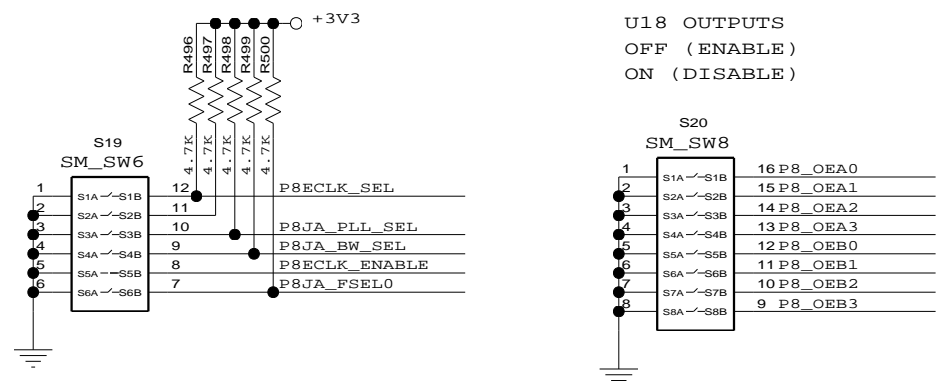 +3V3
R496
R497
R498
R499
R500
4.7K
4.7K
4.7K
4.7K
4.7K
S19
SM_SW6
1 S1A S1B 12 P8ECLK_SEL
2 S2A S2B 11
3 S3A S3B 10 P8JA_PLL_SEL
4 S4A S4B 9 P8JA_BW_SEL
5 S5A S5B 8 P8ECLK_ENABLE
6 S6A S6B 7 P8JA_FSEL0
U18 OUTPUTS
OFF (ENABLE)
ON (DISABLE)
S20
SM_SW8
1 S1A S1B 16 P8_OEA0
2 S2A S2B 15 P8_OEA1
3 S3A S3B 14 P8_OEA2
4 S4A S4B 13 P8_OEA3
5 S5A S5B 12 P8_OEB0
6 S6A S6B 11 P8_OEB1
7 S7A S7B 10 P8_OEB2
8 S8A S8B 9 P8_OEB3